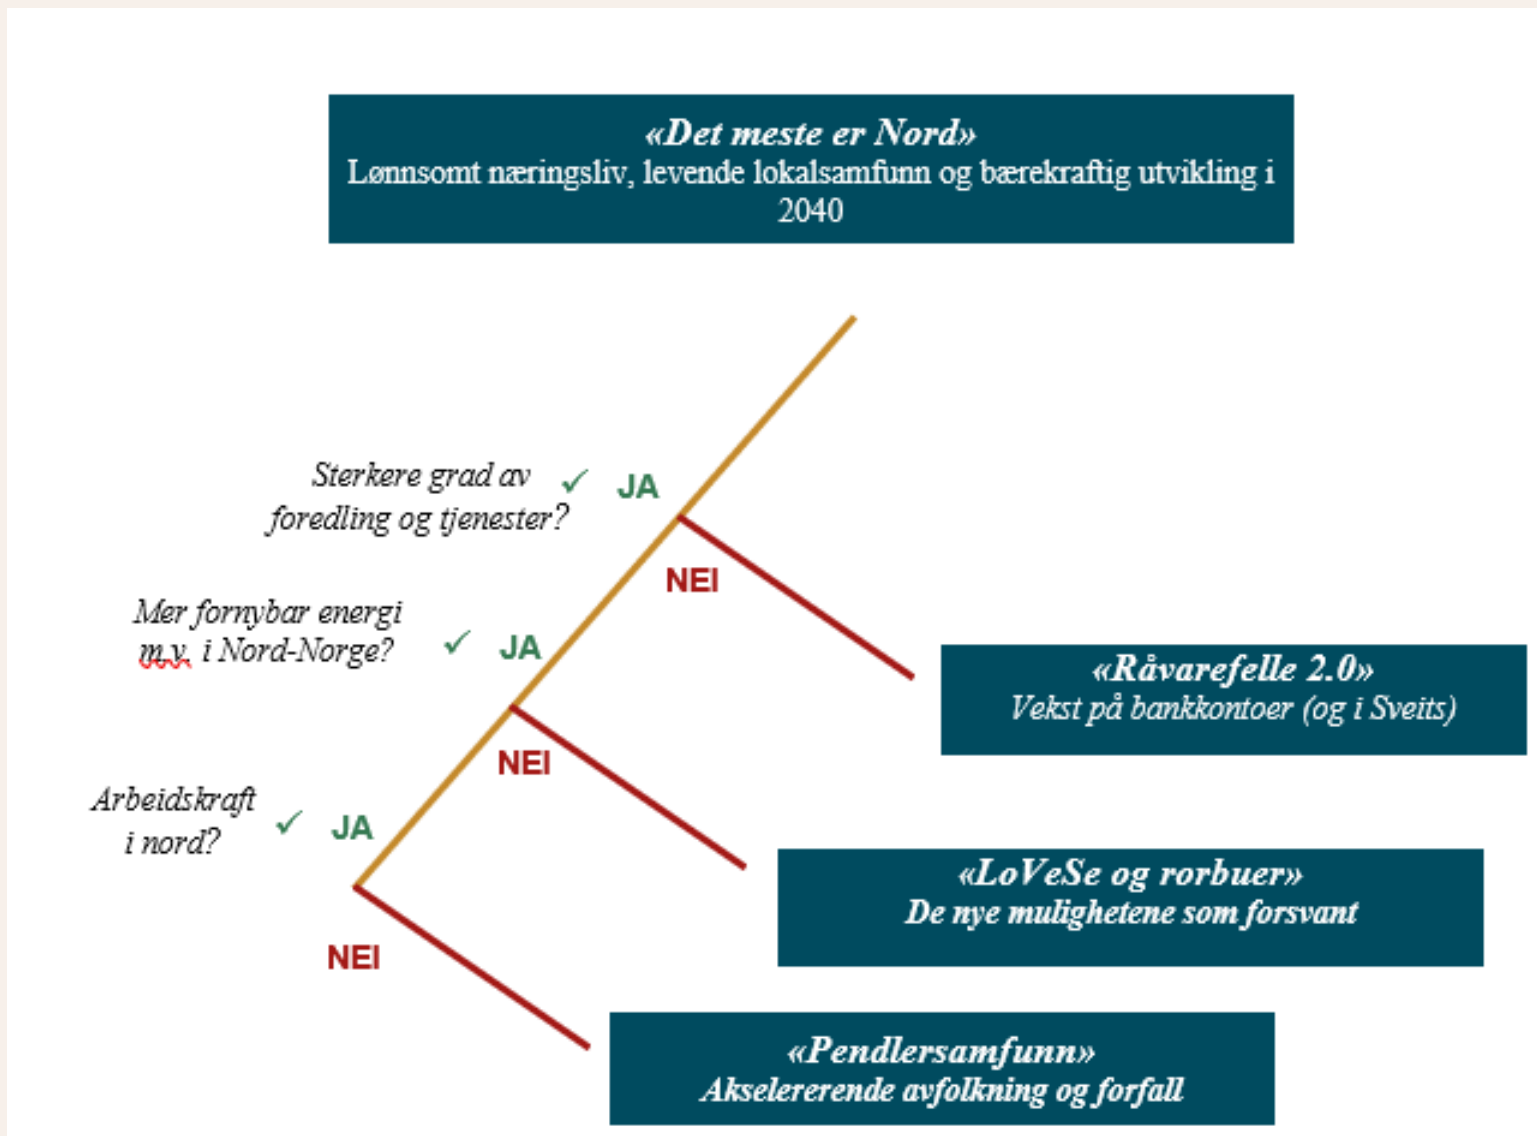 «Det meste er Nord»
Lønnsomt næringsliv, levende lokalsamfunn og bærekraftig utvikling i
2040
Sterkere grad av
foredling og tjenester?
✓ JA
NEI
Mer fornybar energi
m.v. i Nord-Norge?
✓ JA
«Råvarefelle 2.0»
Vekst på bankkontoer (og i Sveits)
NEI
Arbeidskraft
i nord?
✓ JA
«LoVeSe og rorbuer»
De nye mulighetene som forsvant
NEI
«Pendlersamfunn»
Akselererende avfolkning og forfall